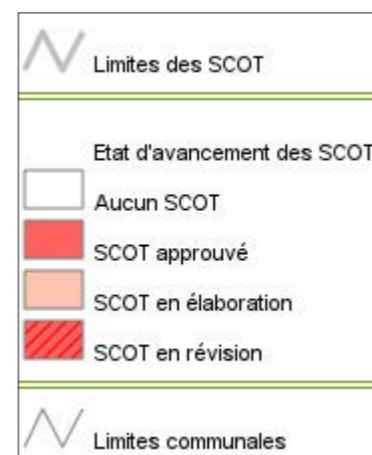 Limites des SCOT
Etat d'avancement des SCOT
Aucun SCOT
SCOT approuvé
SCOT en élaboration
SCOT en révision
Limites communales